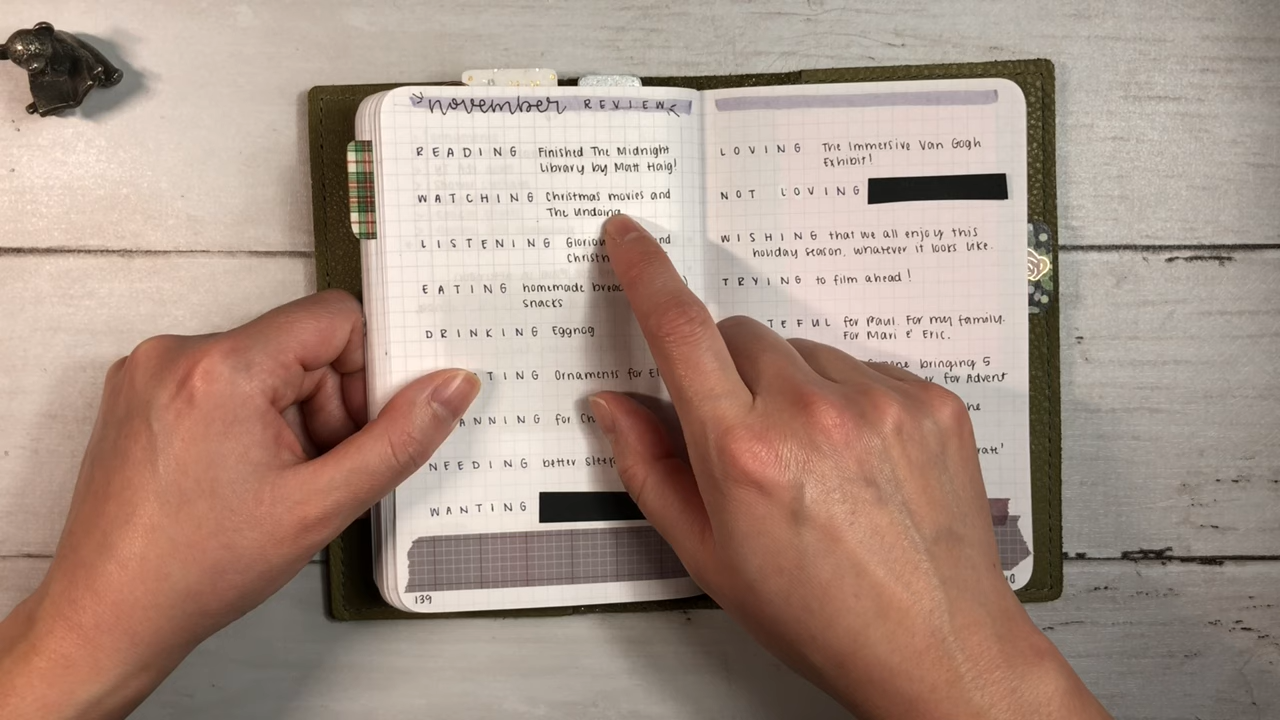 november REVIEW
READING Finished The Midnight
Library by Matt Haig!
WATCHING Christmas movies and
The Undoing
LISTENING
EATING homemade
snacks
DRINKING Eggnog
Ornaments for
for
NEEDING better
WANTING
139
LOVING The Immersive Van Gogh
Exhibit!
NOT LOVING
WISHING that we all enjoy this
holiday season, whatever it looks like.
TRYING to film ahead!
for Paul. For my family.
For Mari & Eric.
bringing 5
for Advent